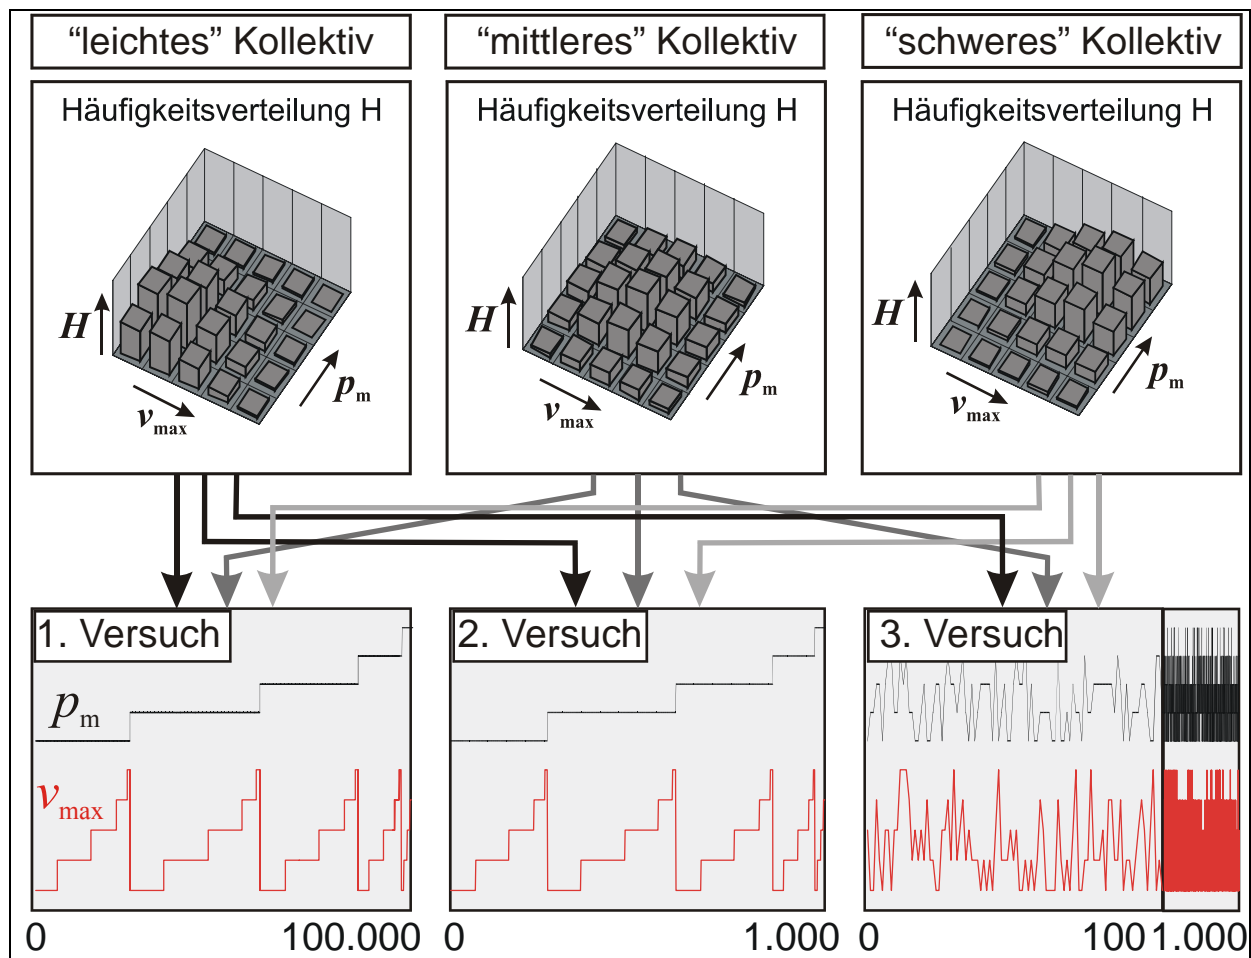 “leichtes” Kollektiv
“mittleres” Kollektiv
“schweres” Kollektiv
Häufigkeitsverteilung H
Häufigkeitsverteilung H
Häufigkeitsverteilung H
H
vmax
pm
H
vmax
pm
H
vmax
pm
1. Versuch
2. Versuch
3. Versuch
pm
vmax
0
100.000
0
1.000
0
100
1.000